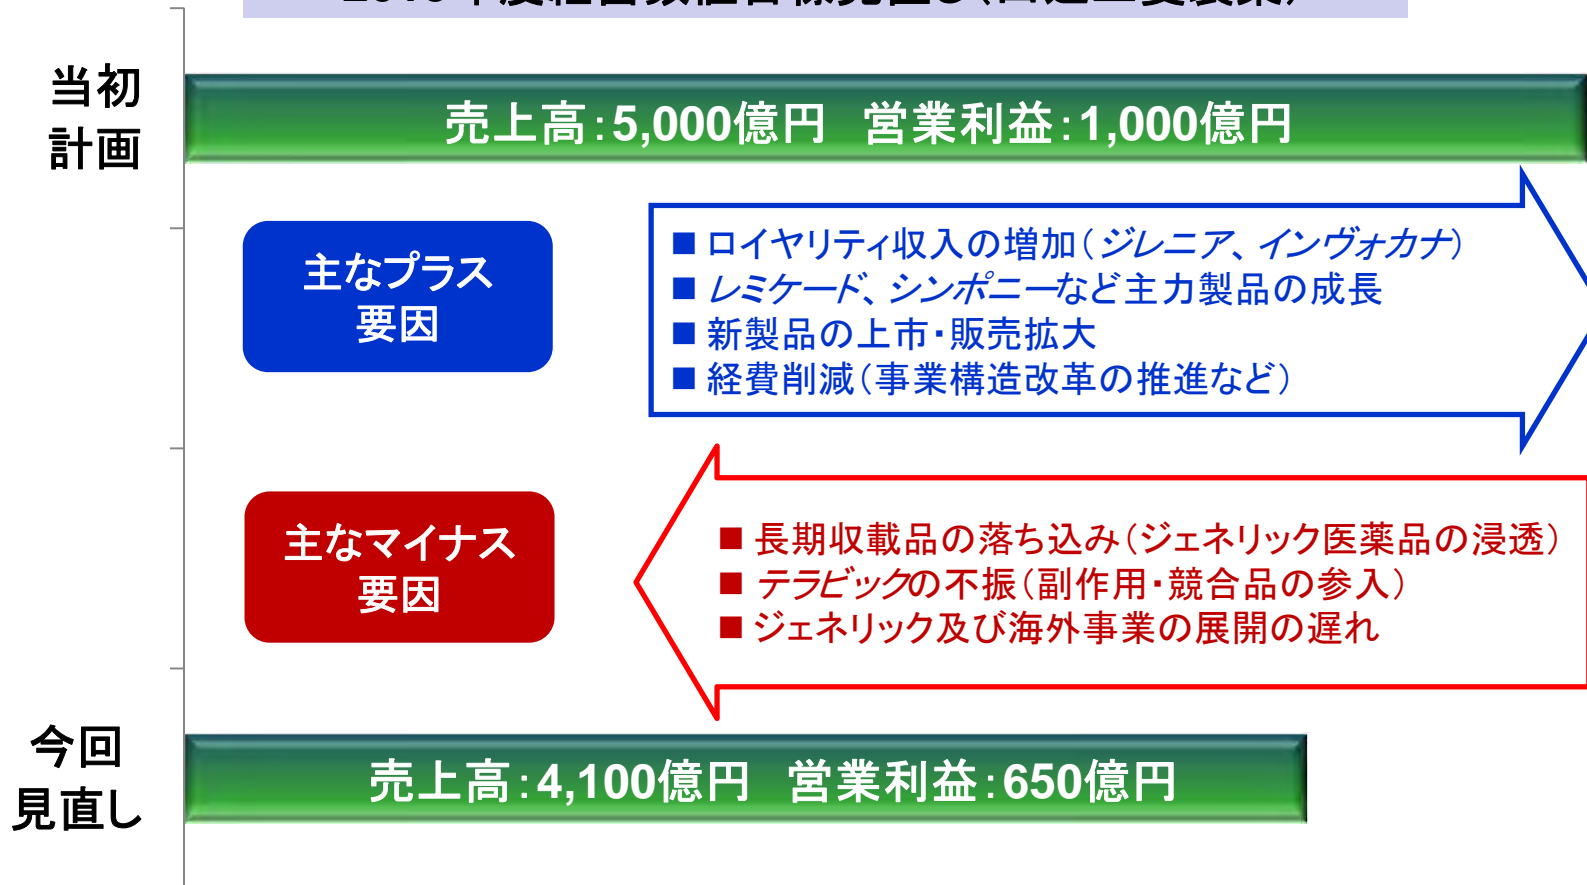 当初
計画
売上高：5,000億円　営業利益：1,000億円
主なプラス
要因
■ ロイヤリティ収入の増加（ジレニア、インヴォカナ）
■ レミケード、シンポニーなど主力製品の成長
■ 新製品の上市・販売拡大
■ 経費削減（事業構造改革の推進など）
主なマイナス
要因
■ 長期収載品の落ち込み（ジェネリック医薬品の浸透）
■ テラビックの不振（副作用・競合品の参入）
■ ジェネリック及び海外事業の展開の遅れ
今回
見直し
売上高：4,100億円　営業利益：650億円